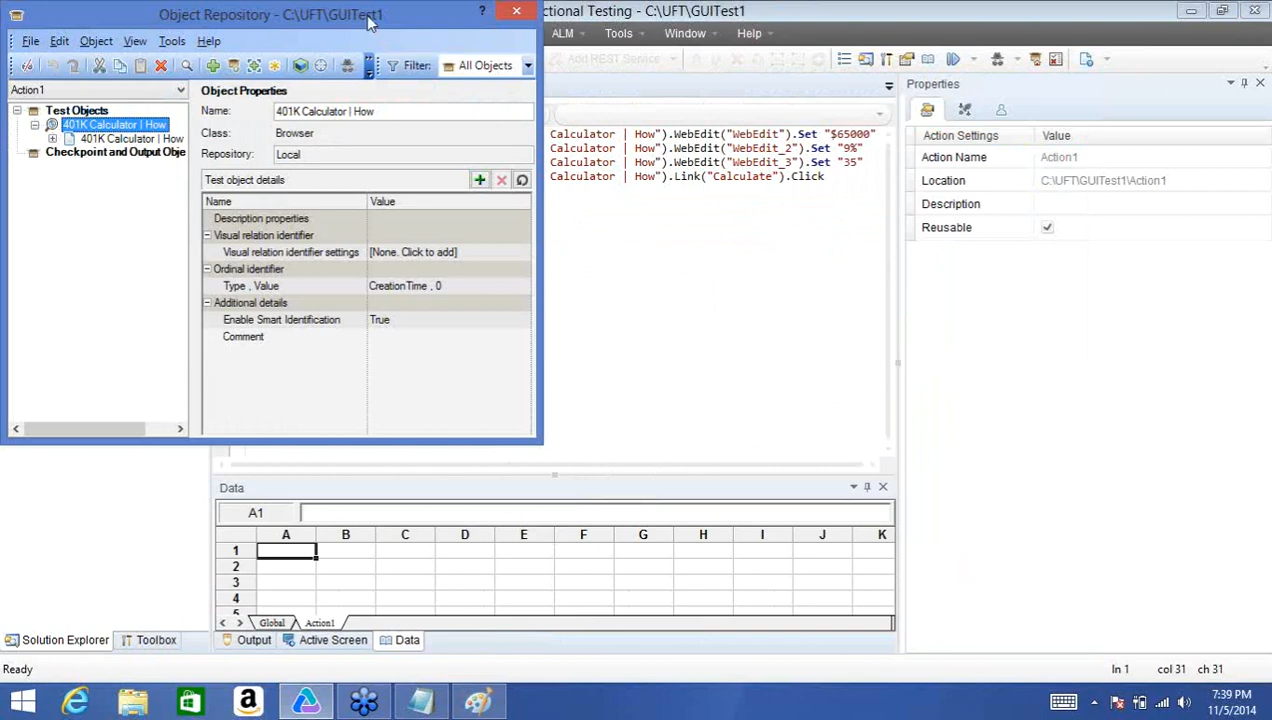 Object Repository - C:\UFT\GUITest1
? 
ctional Testing - C:\UFT\GUITest1
File Edit Object View Tools Help
ALM Tools Window Help
Filter: All Objects
Add REST Service
Action1
Object Properties
Properties
Test Objects
401K Calculator | How
401K Calculator | How
Checkpoint and Output Obje
Name: 401K Calculator | How
Class: Browser
Repository: Local
Test object details
Name Value
Description properties
Visual relation identifier
Visual relation identifier settings [None. Click to add]
Ordinal identifier
Type , Value CreationTime , 0
Additional details
Enable Smart Identification True
Comment
Calculator | How").WebEdit("WebEdit").Set "$65000"
Calculator | How").WebEdit("WebEdit_2").Set "9%"
Calculator | How").WebEdit("WebEdit_3").Set "35"
Calculator | How").Link("Calculate").Click
Action Settings Value
Action Name Action1
Location C:\UFT\GUITest1\Action1
Description
Reusable
Data
A1
A B C D E F G H I J K
1
2
3
4
5
Global Action1
Solution Explorer Toolbox Output Active Screen Data
Ready ln 1 col 31 ch 31
7:39 PM
11/5/2014